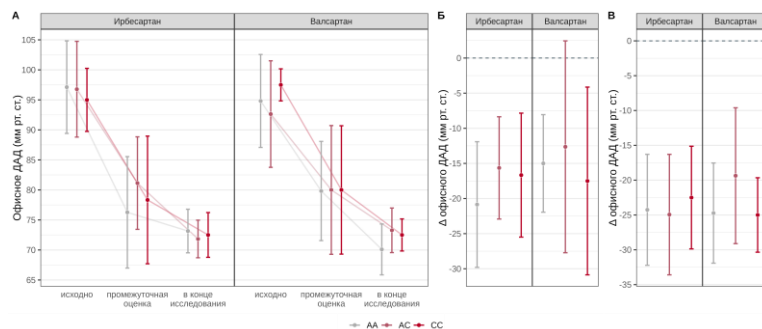 А
Ирбесартан
Валсартан
Офисное ДАД (мм рт. ст.)
105
100
95
90
85
80
75
70
65
исходно
промежуточная
оценка
в конце
исследования
исходно
промежуточная
оценка
в конце
исследования
Б
Ирбесартан
Валсартан
Δ офисного ДАД (мм рт. ст.)
0
-5
-10
-15
-20
-25
-30
В
Ирбесартан
Валсартан
Δ офисного ДАД (мм рт. ст.)
0
-5
-10
-15
-20
-25
-30
-35
AA AC CC